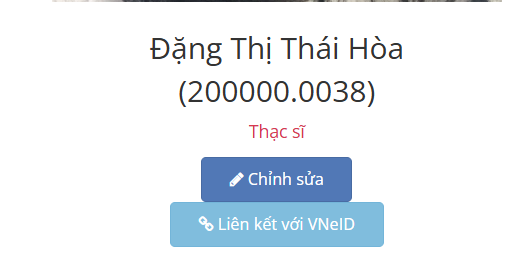 Đặng Thị Thái Hòa
(200000.0038)
Thạc sĩ
Chỉnh sửa
Liên kết với VNeID